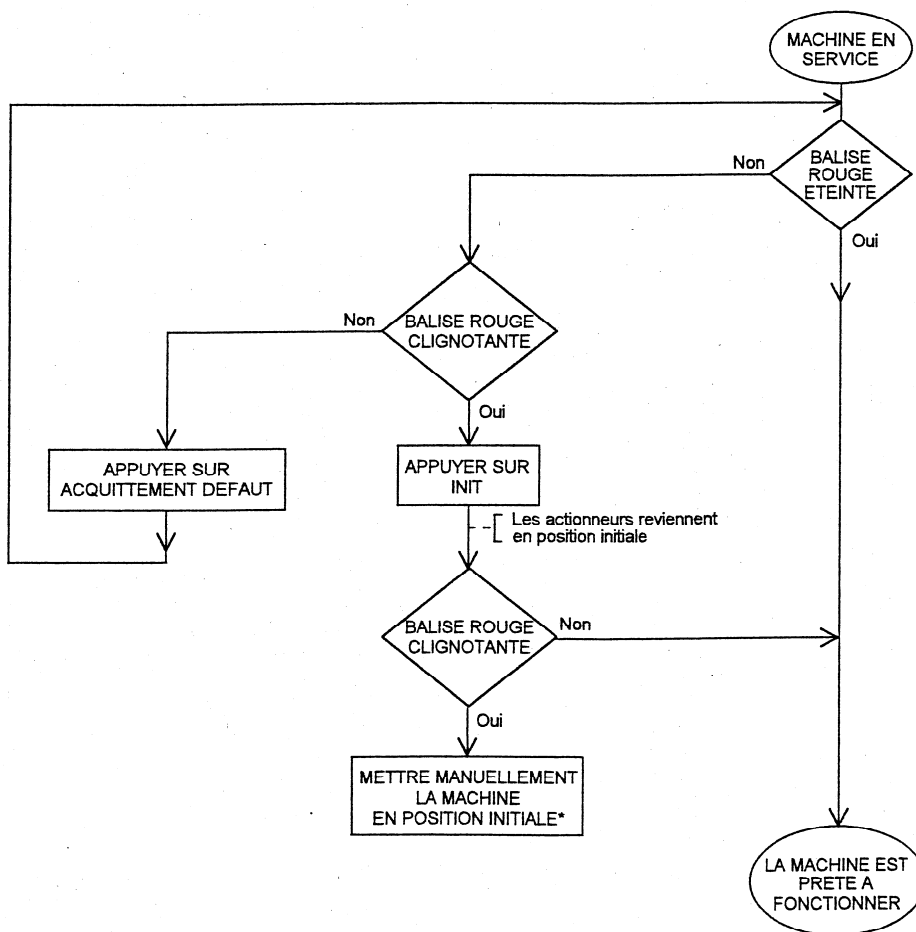 MACHINE EN
SERVICE
BALISE
ROUGE
ETEINTE
Non
Oui
BALISE ROUGE
CLIGNOTANTE
Non
Oui
APPUYER SUR
ACQUITTEMENT DEFAUT
APPUYER SUR
INIT
Les actionneurs reviennent
en position initiale
BALISE ROUGE
CLIGNOTANTE
Non
Oui
METTRE MANUELLEMENT
LA MACHINE
EN POSITION INITIALE*
LA MACHINE EST
PRETE A
FONCTIONNER